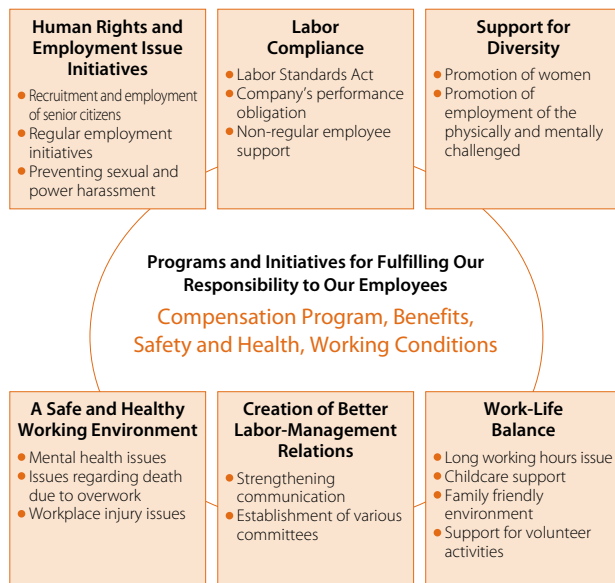 Human Rights and
Employment Issue
Initiatives
● Recruitment and employment
of senior citizens
● Regular employment
initiatives
● Preventing sexual and
power harassment
Labor
Compliance
● Labor Standards Act
● Company's performance
obligation
● Non-regular employee
support
Support for
Diversity
● Promotion of women
● Promotion of
employment of the
physically and mentally
challenged
Programs and Initiatives for Fulfilling Our
Responsibility to Our Employees
Compensation Program, Benefits,
Safety and Health, Working Conditions
A Safe and Healthy
Working Environment
● Mental health issues
● Issues regarding death
due to overwork
● Workplace injury issues
Creation of Better
Labor-Management
Relations
● Strengthening
communication
● Establishment of various
committees
Work-Life
Balance
● Long working hours issue
● Childcare support
● Family friendly
environment
● Support for volunteer
activities